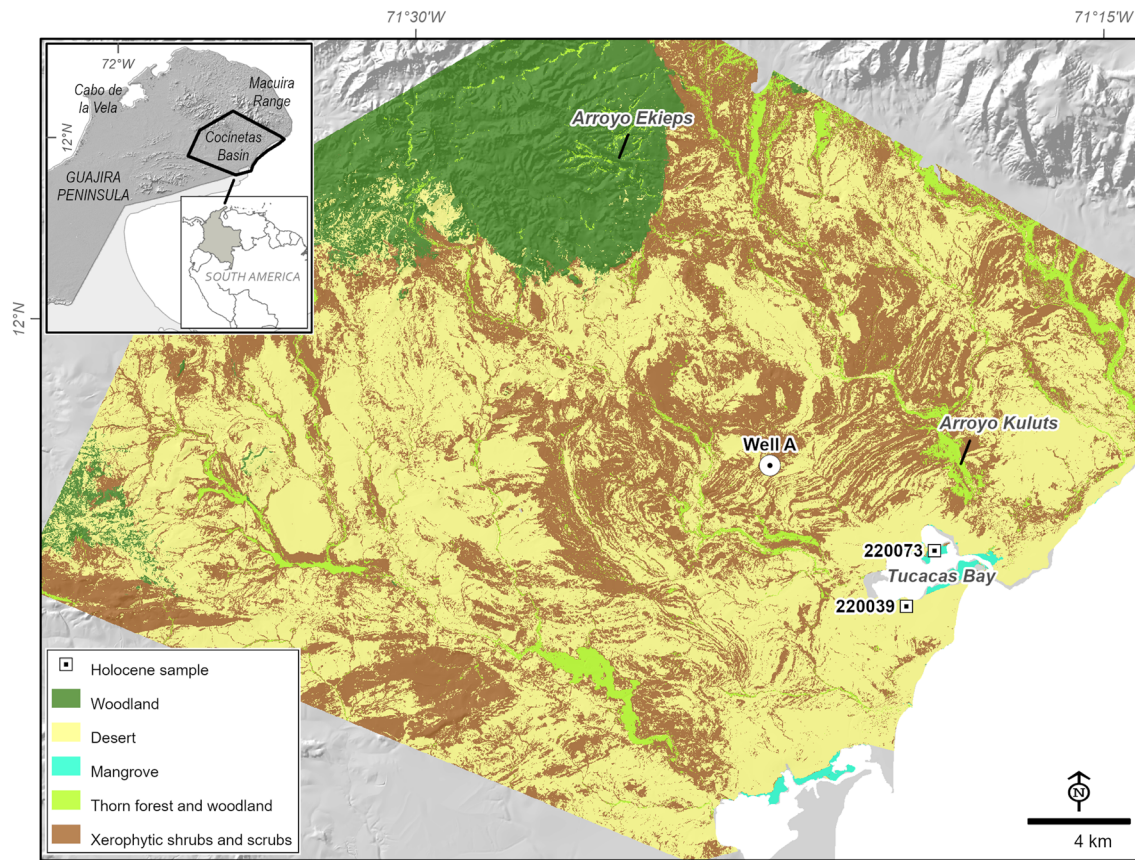 71°30'W
71°15'W
72°W
Cabo de
la Vela
Macuira
Range
12°N
Cocinetas
Basin
GUAJIRA
PENINSULA
SOUTH AMERICA
Arroyo Ekieps
12°N
Arroyo Kuluts
Well A
220073
Tucacas Bay
220039
Holocene sample
Woodland
Desert
Mangrove
Thorn forest and woodland
Xerophytic shrubs and scrubs
N
4 km